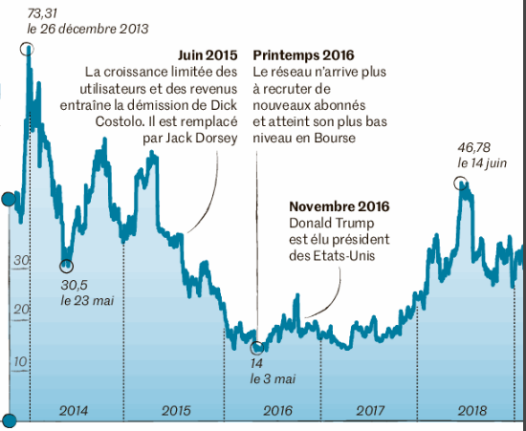 73,31
le 26 décembre 2013
Juin 2015
La croissance limitée des
utilisateurs et des revenus
entraîne la démission de Dick
Costolo. Il est remplacé
par Jack Dorsey
Printemps 2016
Le réseau n'arrive plus
à recruter de
nouveaux abonnés
et atteint son plus bas
niveau en Bourse
46,78
le 14 juin
Novembre 2016
Donald Trump
est élu président
des Etats-Unis
30
30,5
le 23 mai
20
10
14
le 3 mai
2014
2015
2016
2017
2018